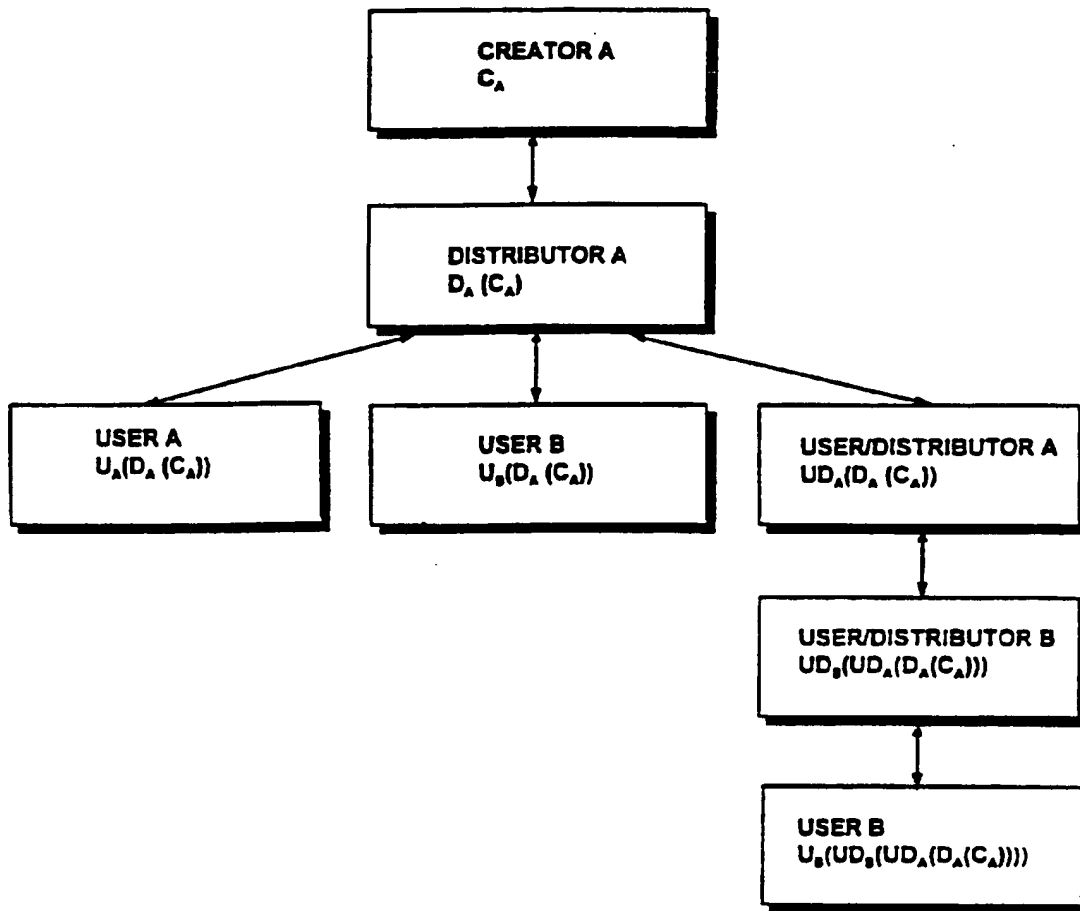 CREATOR A
C_A
DISTRIBUTOR A
D_A (C_A)
USER A
U_A(D_A (C_A))
USER B
U_B(D_A (C_A))
USER/DISTRIBUTOR A
UD_A(D_A (C_A))
USER/DISTRIBUTOR B
UD_B(UD_A(D_A(C_A)))
USER B
U_B(UD_B(UD_A(D_A(C_A))))